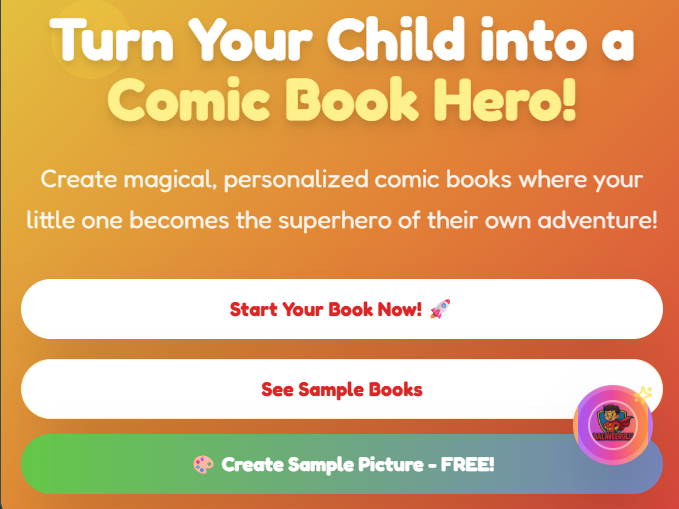 Turn Your Child into a
Comic Book Hero!
Create magical, personalized comic books where your
little one becomes the superhero of their own adventure!
Start Your Book Now! 🚀
See Sample Books
🎨 Create Sample Picture - FREE!